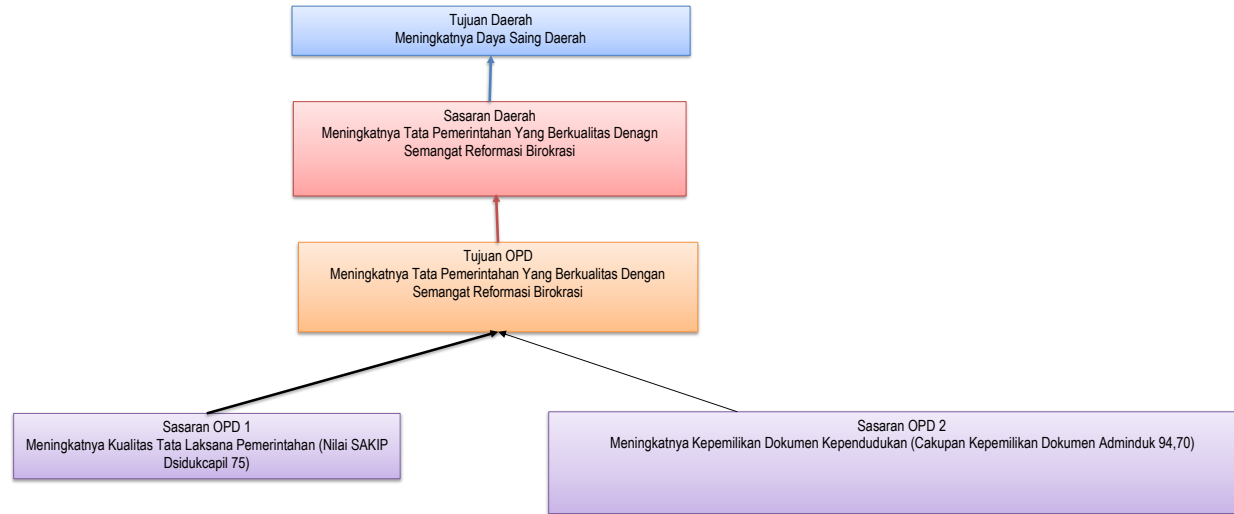 Tujuan Daerah
Meningkatnya Daya Saing Daerah
Sasaran Daerah
Meningkatnya Tata Pemerintahan Yang Berkualitas Denagn
Semangat Reformasi Birokrasi
Tujuan OPD
Meningkatnya Tata Pemerintahan Yang Berkualitas Dengan
Semangat Reformasi Birokrasi
Sasaran OPD 1
Meningkatnya Kualitas Tata Laksana Pemerintahan (Nilai SAKIP
Dsidukcapil 75)
Sasaran OPD 2
Meningkatnya Kepemilikan Dokumen Kependudukan (Cakupan Kepemilikan Dokumen Adminduk 94,70)